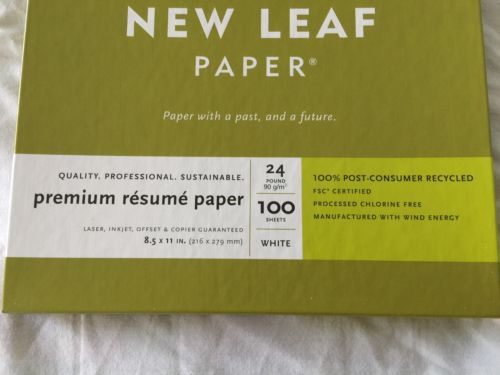 NEW LEAF
PAPER®
Paper with a past, and a future.
QUALITY. PROFESSIONAL. SUSTAINABLE.
premium résumé paper
LASER, INKJET, OFFSET & COPIER GUARANTEED
8.5 x 11 IN. (216 x 279 mm)
24
POUND
90 g/m²
100
SHEETS
WHITE
100% POST-CONSUMER RECYCLED
FSC® CERTIFIED
PROCESSED CHLORINE FREE
MANUFACTURED WITH WIND ENERGY